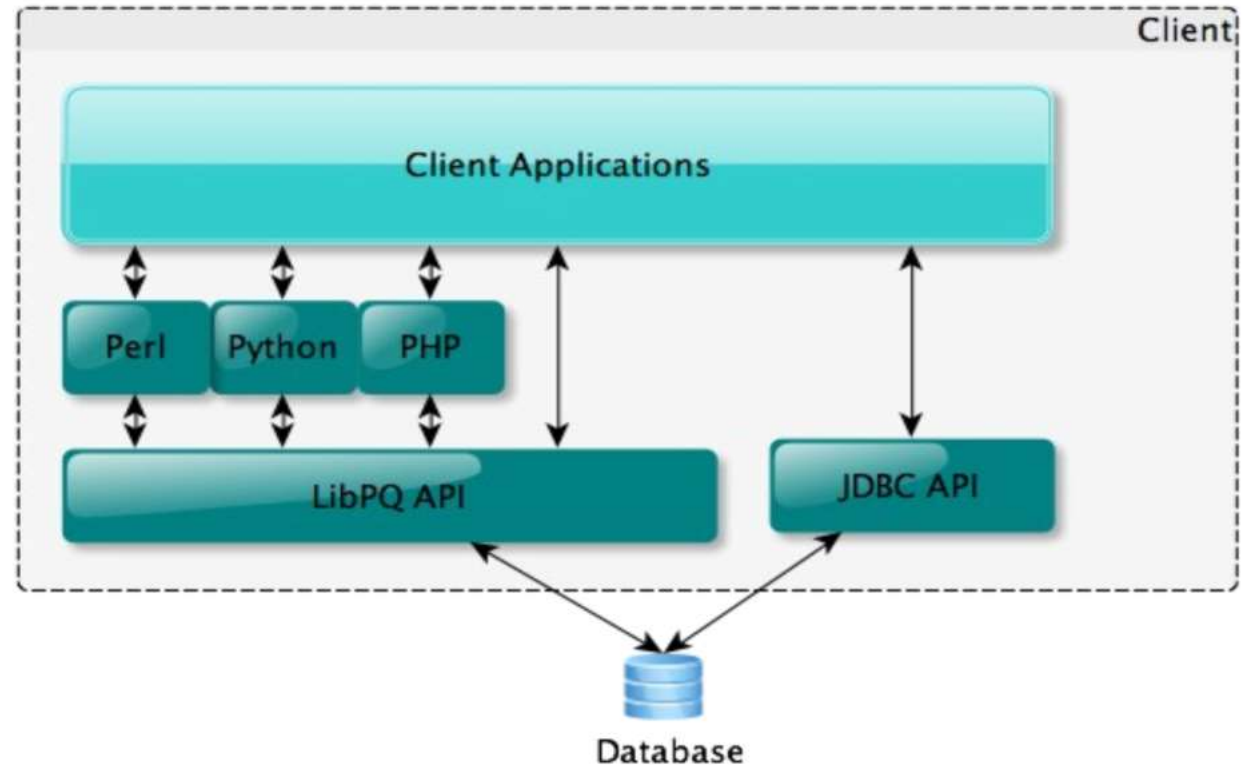 Client
Client Applications
Perl
Python
PHP
LibPQ API
JDBC API
Database